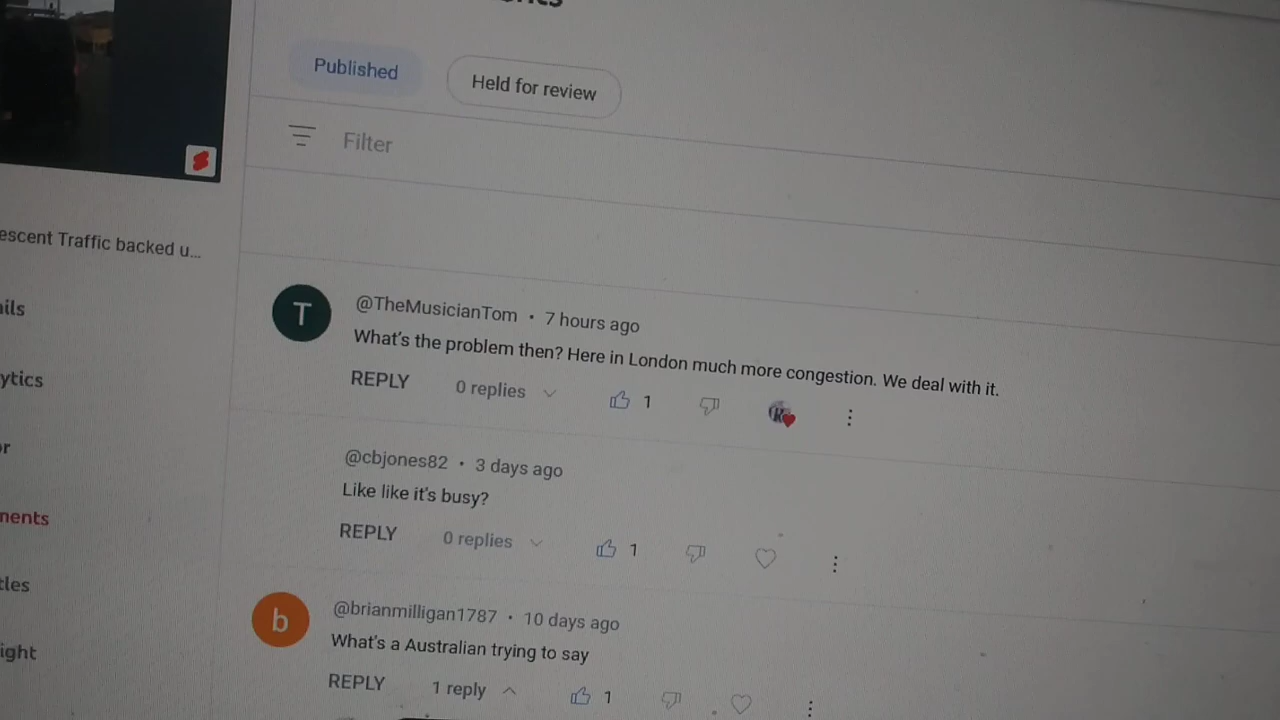 Published
Held for review
Filter
escent Traffic backed u...
ils
T
@TheMusicianTom • 7 hours ago
What's the problem then? Here in London much more congestion. We deal with it.
ytics
REPLY
0 replies
1
r
@cbjones82 • 3 days ago
Like like it's busy?
nents
REPLY
0 replies
1
tles
b
@brianmilligan1787 • 10 days ago
What's a Australian trying to say
ight
REPLY
1 reply
1